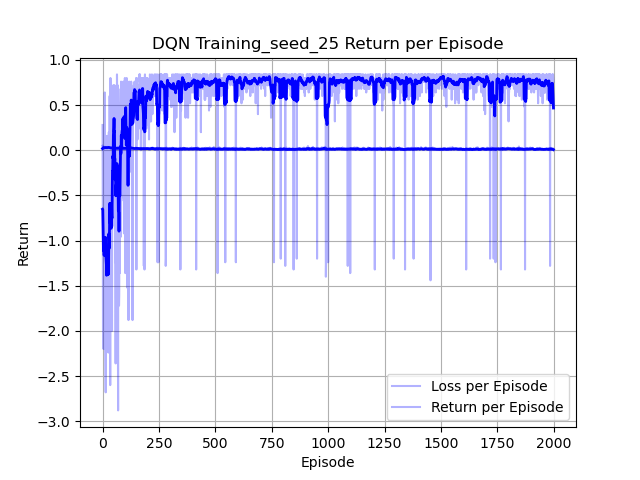 DQN Training_seed_25 Return per Episode
Return
1.0
0.5
0.0
−0.5
−1.0
−1.5
−2.0
−2.5
−3.0
Loss per Episode
Return per Episode
0 250 500 750 1000 1250 1500 1750 2000
Episode